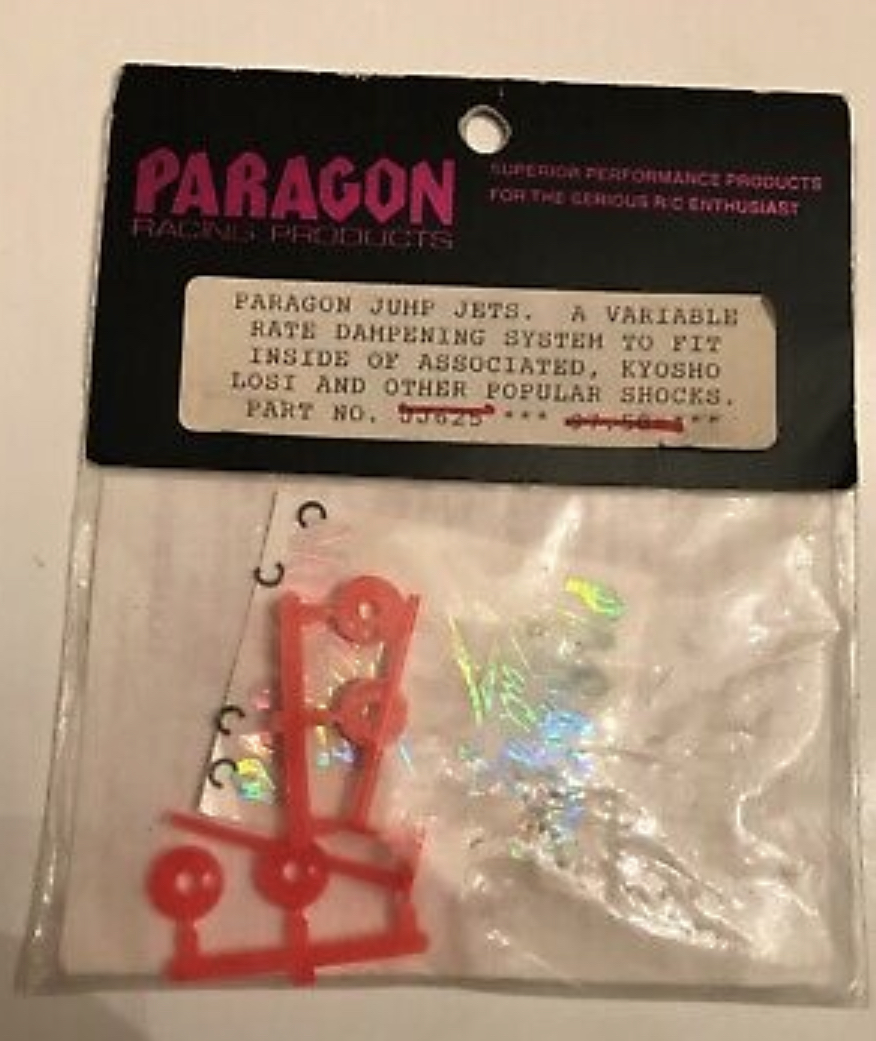 PARAGON
RACING PRODUCTS
SUPERIOR PERFORMANCE PRODUCTS
FOR THE SERIOUS R/C ENTHUSIAST
PARAGON JUMP JETS. A VARIABLE
RATE DAMPENING SYSTEM TO FIT
INSIDE OF ASSOCIATED, KYOSHO
LOSI AND OTHER POPULAR SHOCKS.
PART NO. JJ625 *** ***